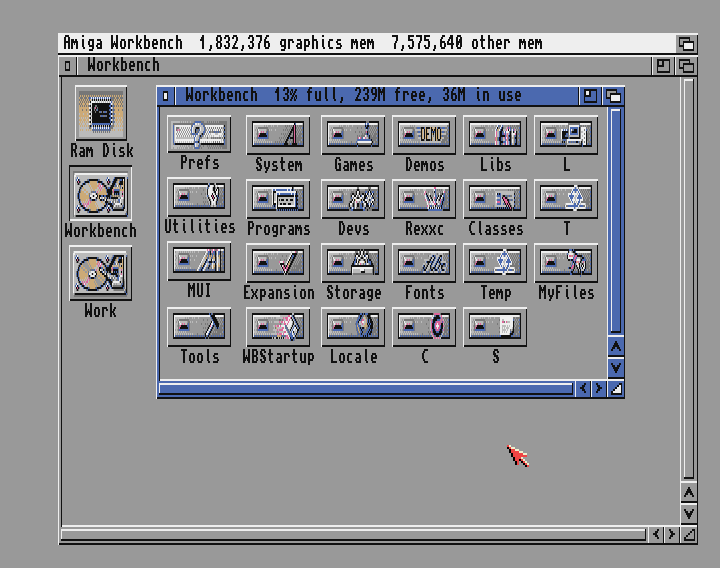 Amiga Workbench 1,832,376 graphics mem 7,575,640 other mem
Workbench
Workbench 13% full, 239M free, 36M in use
Ram Disk
Workbench
Work
Prefs System Games Demos Libs L
DEMO
Utilities Programs Devs Rexxc Classes T
MUI Expansion Storage Fonts Temp MyFiles
Abc
Tools WBStartup Locale C S